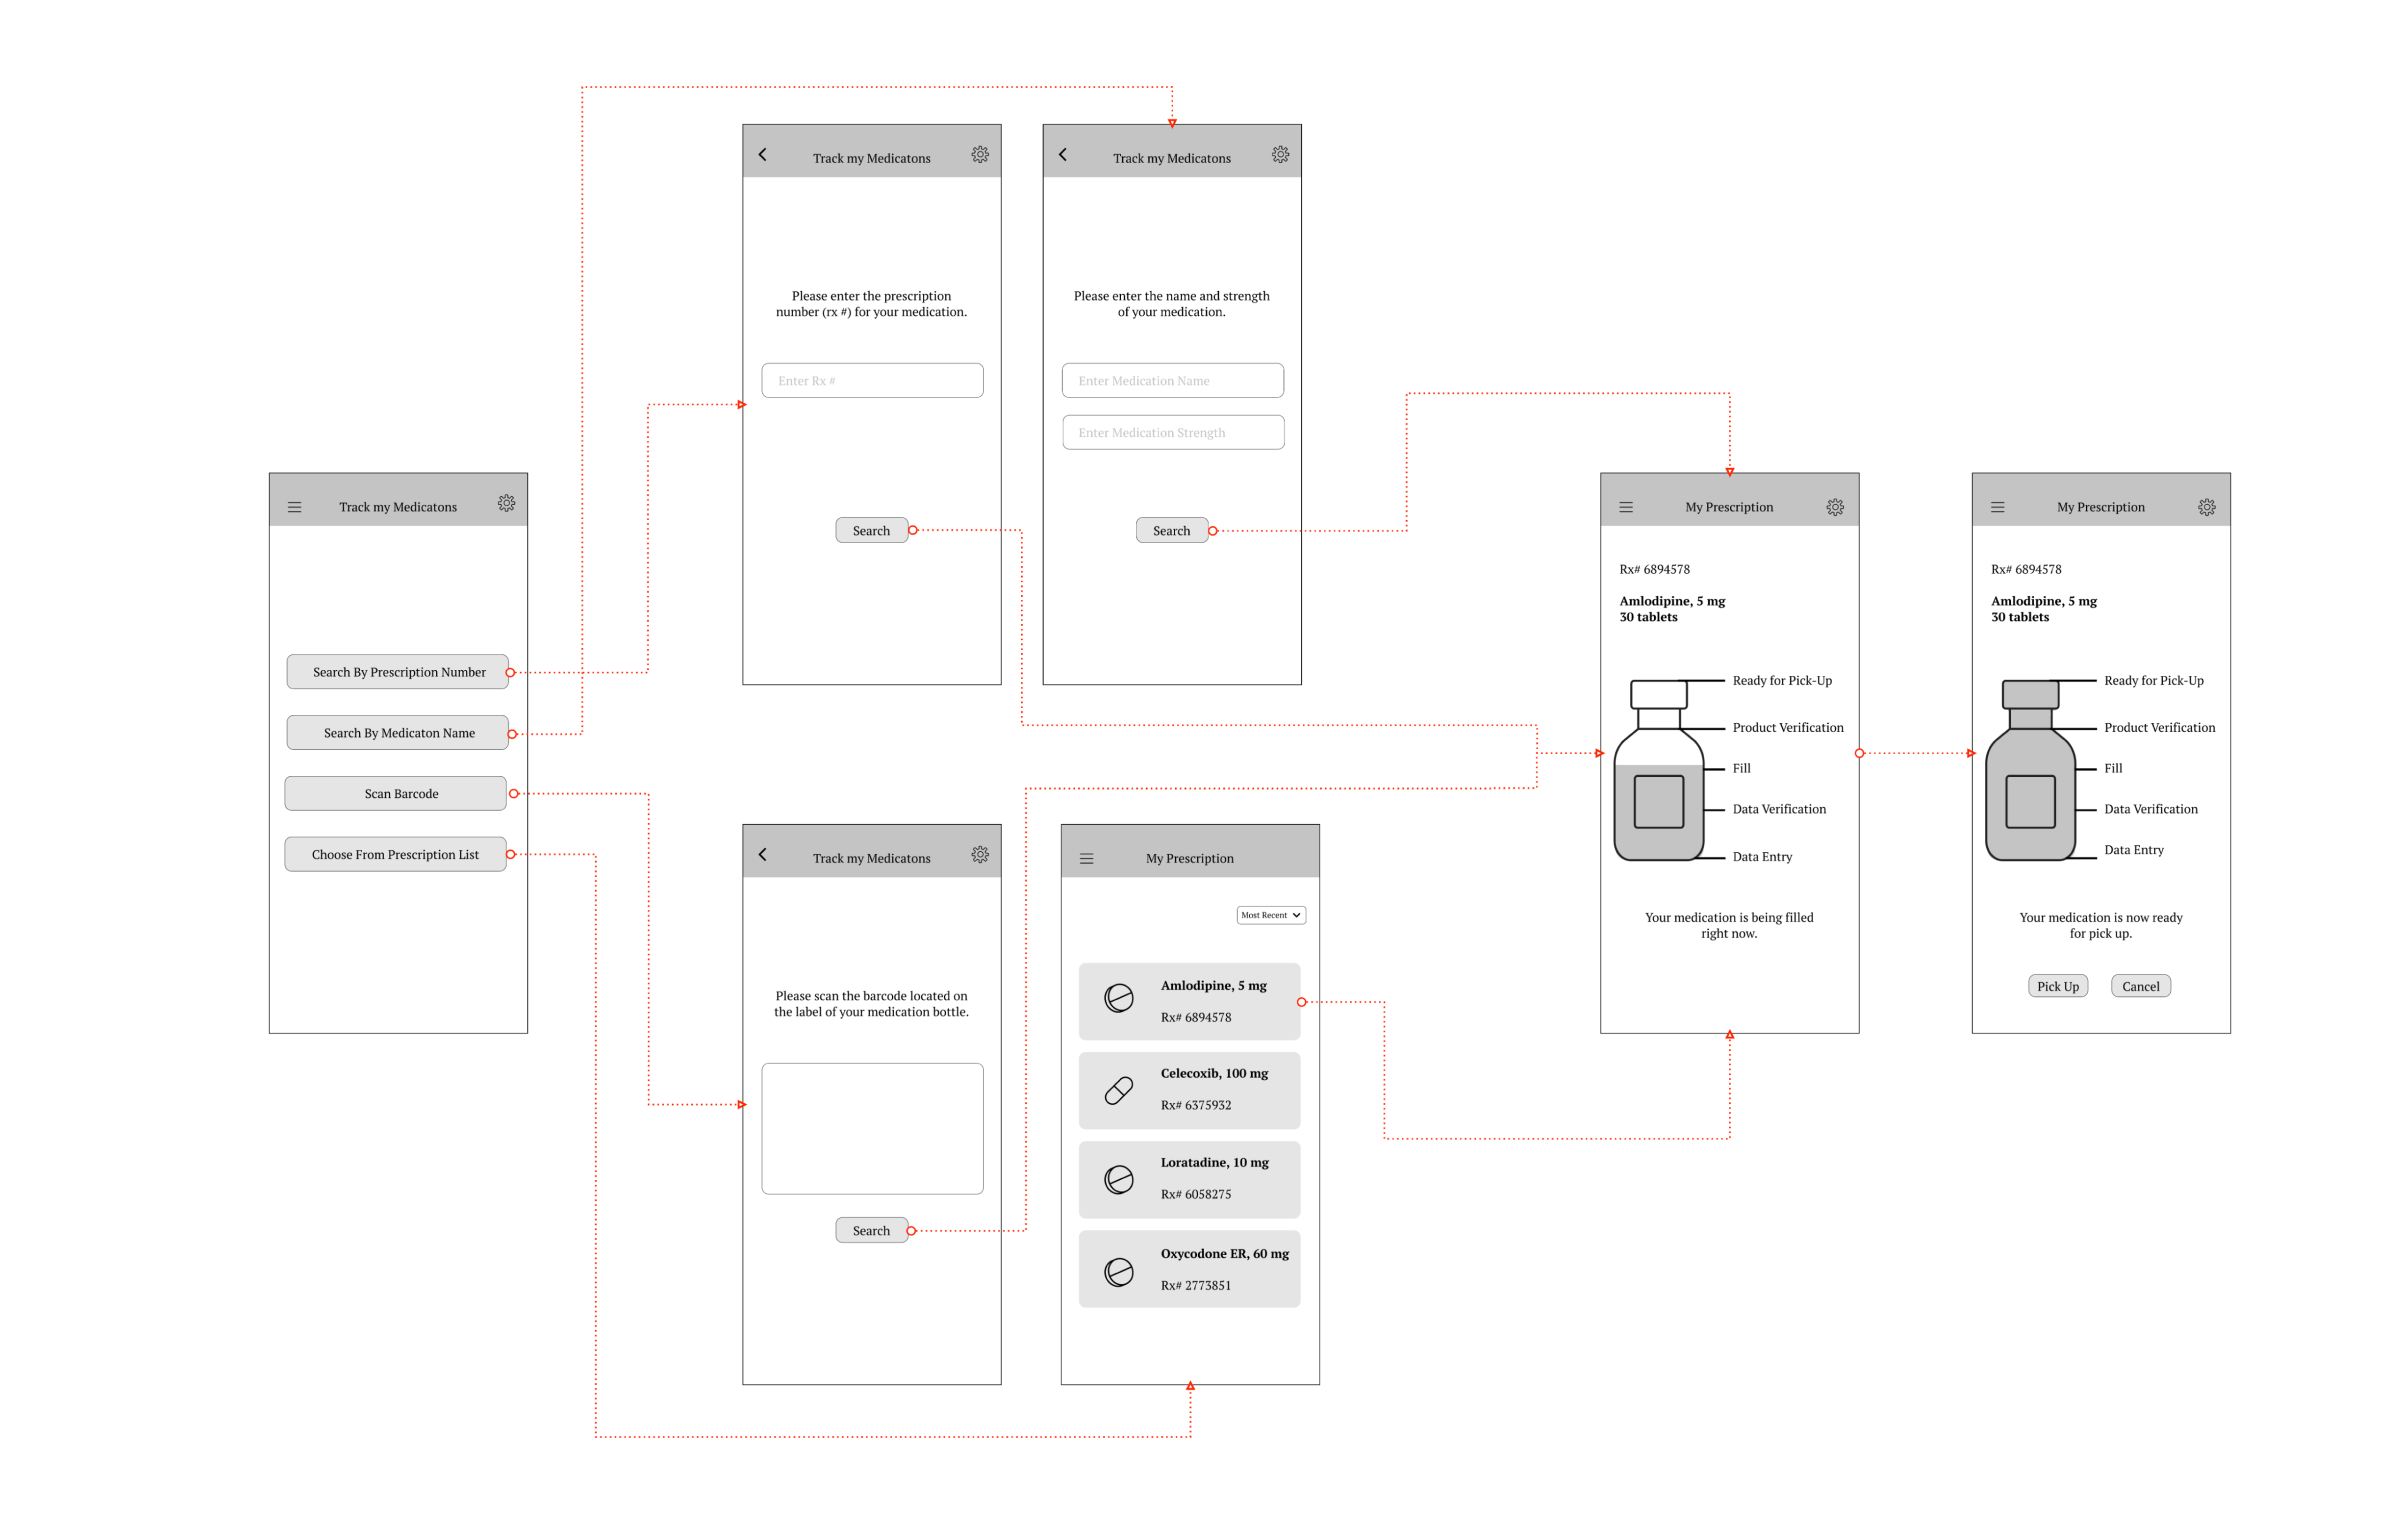 Track my Medicatons
Search By Prescription Number
Search By Medicaton Name
Scan Barcode
Choose From Prescription List
Track my Medicatons
Please enter the prescription
number (rx #) for your medication.
Enter Rx #
Search
Track my Medicatons
Please enter the name and strength
of your medication.
Enter Medication Name
Enter Medication Strength
Search
Track my Medicatons
Please scan the barcode located on
the label of your medication bottle.
Search
My Prescription
Most Recent
Amlodipine, 5 mg
Rx# 6894578
Celecoxib, 100 mg
Rx# 6375932
Loratadine, 10 mg
Rx# 6058275
Oxycodone ER, 60 mg
Rx# 2773851
My Prescription
Rx# 6894578
Amlodipine, 5 mg
30 tablets
Ready for Pick-Up
Product Verification
Fill
Data Verification
Data Entry
Your medication is being filled
right now.
My Prescription
Rx# 6894578
Amlodipine, 5 mg
30 tablets
Ready for Pick-Up
Product Verification
Fill
Data Verification
Data Entry
Your medication is now ready
for pick up.
Pick Up
Cancel